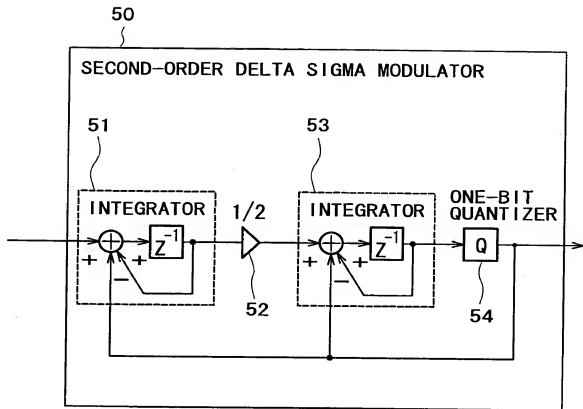 50
SECOND-ORDER DELTA SIGMA MODULATOR
51
53
INTEGRATOR
1/2
INTEGRATOR
ONE-BIT
QUANTIZER
+ + Z⁻¹
+ + Z⁻¹
Q
−
52
−
54